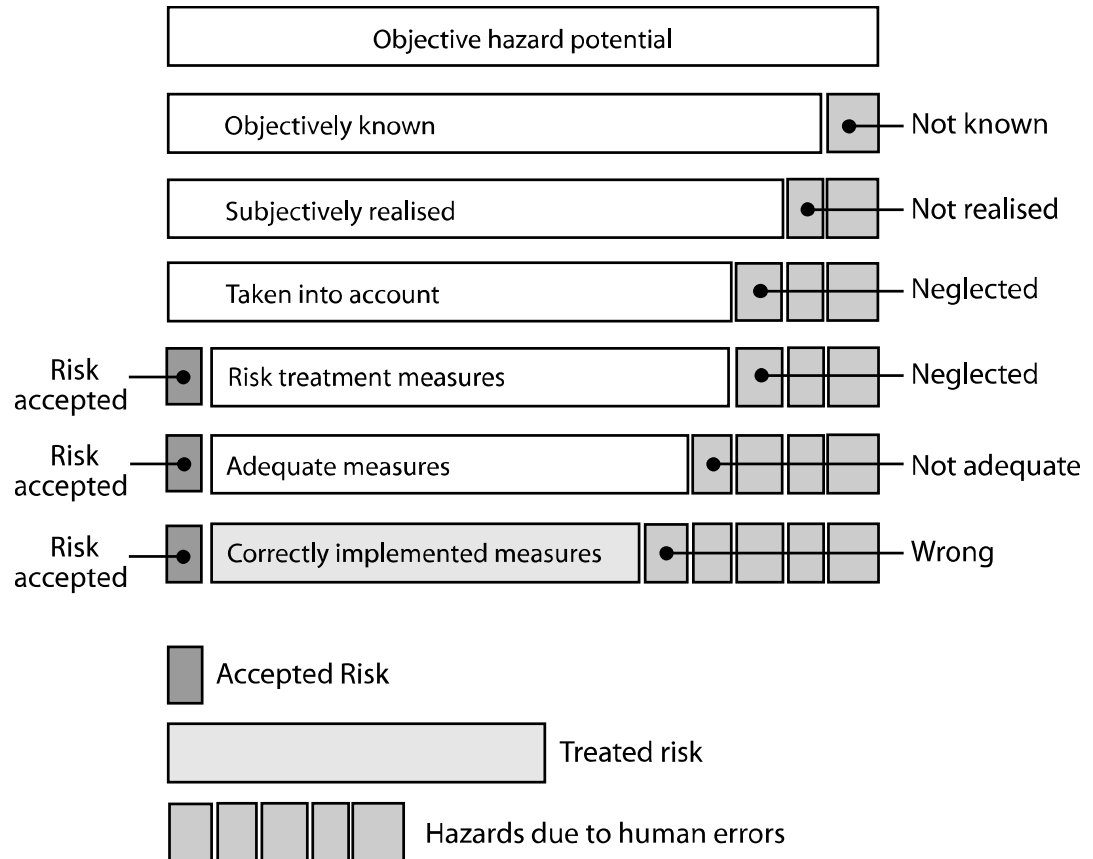 Objective hazard potential
Objectively known
Not known
Subjectively realised
Not realised
Taken into account
Neglected
Risk
accepted
Risk treatment measures
Neglected
Risk
accepted
Adequate measures
Not adequate
Risk
accepted
Correctly implemented measures
Wrong
Accepted Risk
Treated risk
Hazards due to human errors